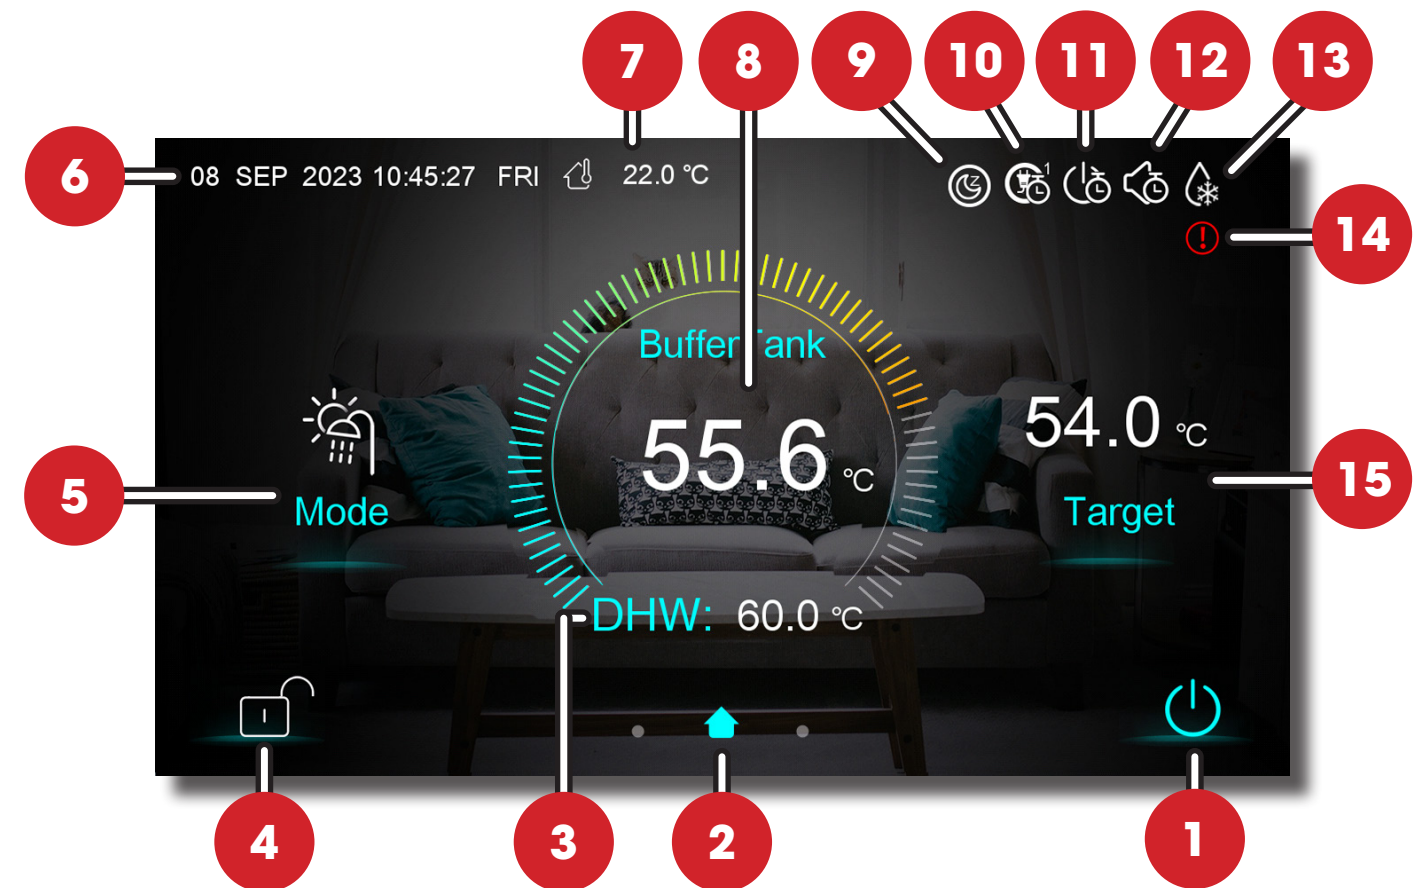 7 8 9 10 11 12 13
6 08 SEP 2023 10:45:27 FRI 22.0 °C 1
14
Buffer Tank
54.0 °C
55.6 °C
5 15
Mode Target
DHW: 60.0 °C
4 3 2 1